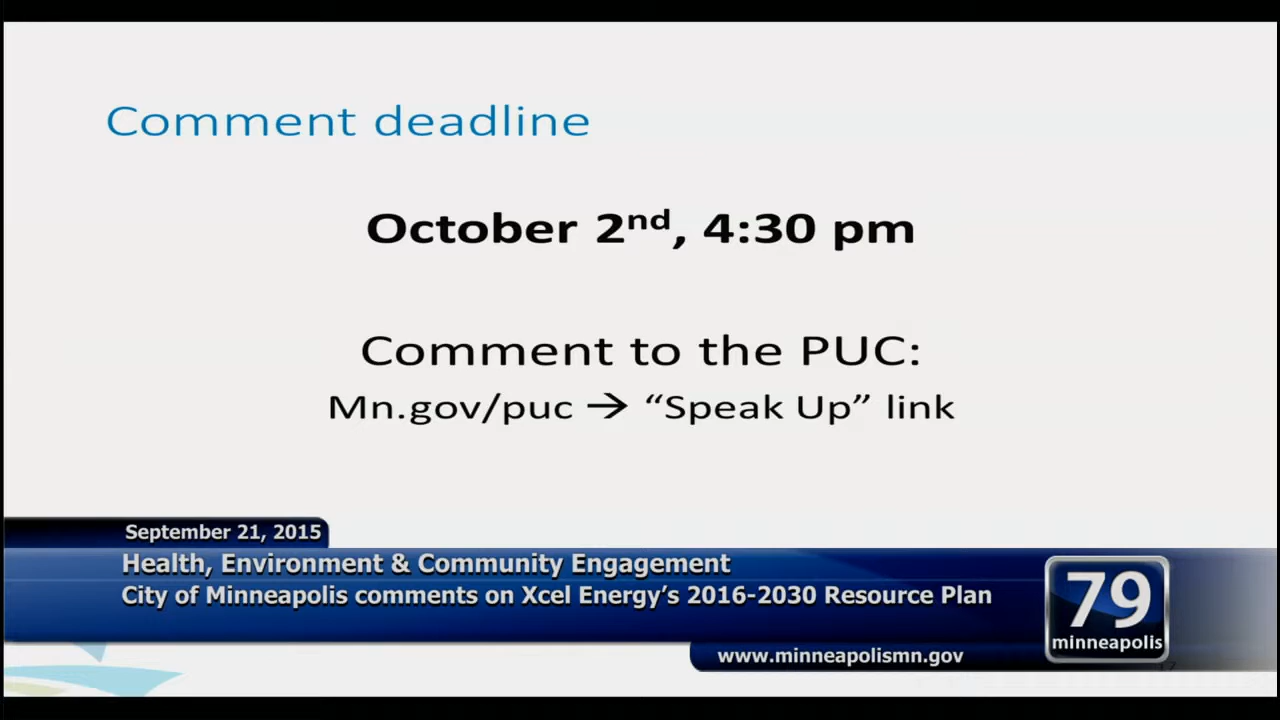 Comment deadline
October 2nd, 4:30 pm
Comment to the PUC:
Mn.gov/puc → “Speak Up” link
September 21, 2015
Health, Environment & Community Engagement
City of Minneapolis comments on Xcel Energy’s 2016-2030 Resource Plan
79
minneapolis
www.minneapolismn.gov